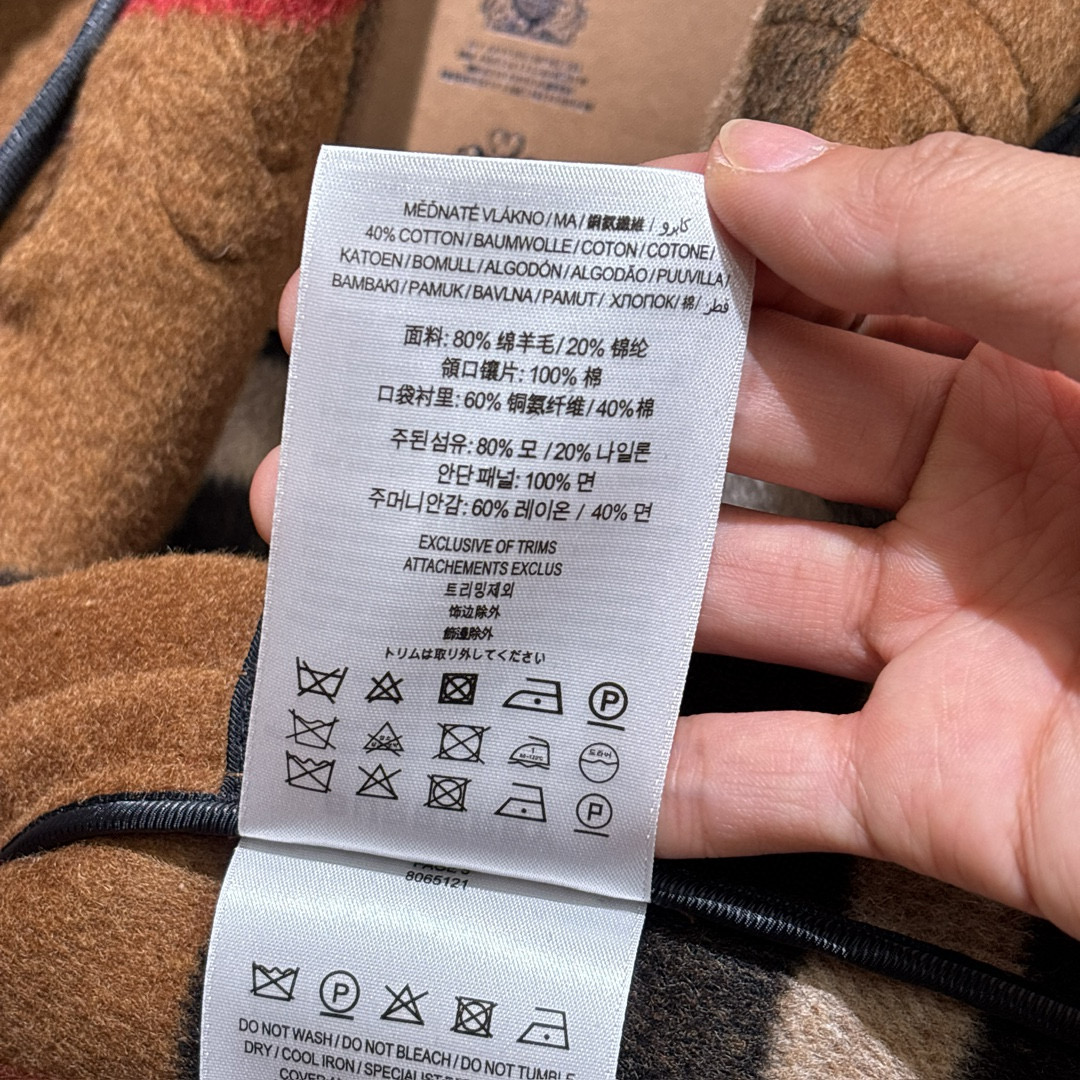 MĚĎNATÉ VLÁKNO / MA / 銅氨纖維 / كابرو
40% COTTON / BAUMWOLLE / COTON / COTONE /
KATOEN / BOMULL / ALGODÓN / ALGODÃO / PUUVILLA /
BAMBAKI / PAMUK / BAVLNA / PAMUT / ХЛОПОК / 棉 / قطن
面料: 80% 绵羊毛 / 20% 锦纶
領口镶片: 100% 棉
口袋衬里: 60% 铜氨纤维 / 40% 棉
주된섬유: 80% 모 / 20% 나일론
안단패널: 100% 면
주머니안감: 60% 레이온 / 40% 면
EXCLUSIVE OF TRIMS
ATTACHEMENTS EXCLUS
트리밍제외
饰边除外
飾邊除外
トリムは取り外してください
P
드라이
P
8065121
P
DO NOT WASH / DO NOT BLEACH / DO NOT TUMBLE
DRY / COOL IRON / SPECIALIST